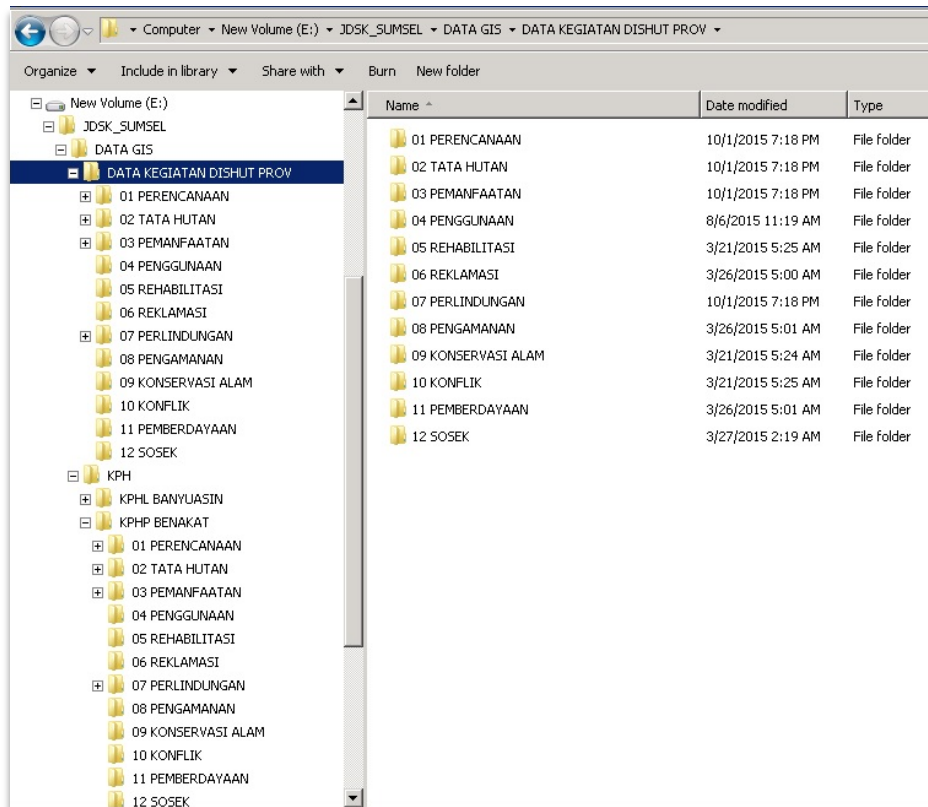 Computer New Volume (E:) JDSK_SUMSEL DATA GIS DATA KEGIATAN DISHUT PROV
Organize Include in library Share with Burn New folder
New Volume (E:)
JDSK_SUMSEL
DATA GIS
DATA KEGIATAN DISHUT PROV
01 PERENCANAAN
02 TATA HUTAN
03 PEMANFAATAN
04 PENGGUNAAN
05 REHABILITASI
06 REKLAMASI
07 PERLINDUNGAN
08 PENGAMANAN
09 KONSERVASI ALAM
10 KONFLIK
11 PEMBERDAYAAN
12 SOSEK
KPH
KPHL BANYUASIN
KPHP BENAKAT
01 PERENCANAAN
02 TATA HUTAN
03 PEMANFAATAN
04 PENGGUNAAN
05 REHABILITASI
06 REKLAMASI
07 PERLINDUNGAN
08 PENGAMANAN
09 KONSERVASI ALAM
10 KONFLIK
11 PEMBERDAYAAN
12 SOSEK
Name Date modified Type
01 PERENCANAAN 10/1/2015 7:18 PM File folder
02 TATA HUTAN 10/1/2015 7:18 PM File folder
03 PEMANFAATAN 10/1/2015 7:18 PM File folder
04 PENGGUNAAN 8/6/2015 11:19 AM File folder
05 REHABILITASI 3/21/2015 5:25 AM File folder
06 REKLAMASI 3/26/2015 5:00 AM File folder
07 PERLINDUNGAN 10/1/2015 7:18 PM File folder
08 PENGAMANAN 3/26/2015 5:01 AM File folder
09 KONSERVASI ALAM 3/21/2015 5:24 AM File folder
10 KONFLIK 3/21/2015 5:25 AM File folder
11 PEMBERDAYAAN 3/26/2015 5:01 AM File folder
12 SOSEK 3/27/2015 2:19 AM File folder